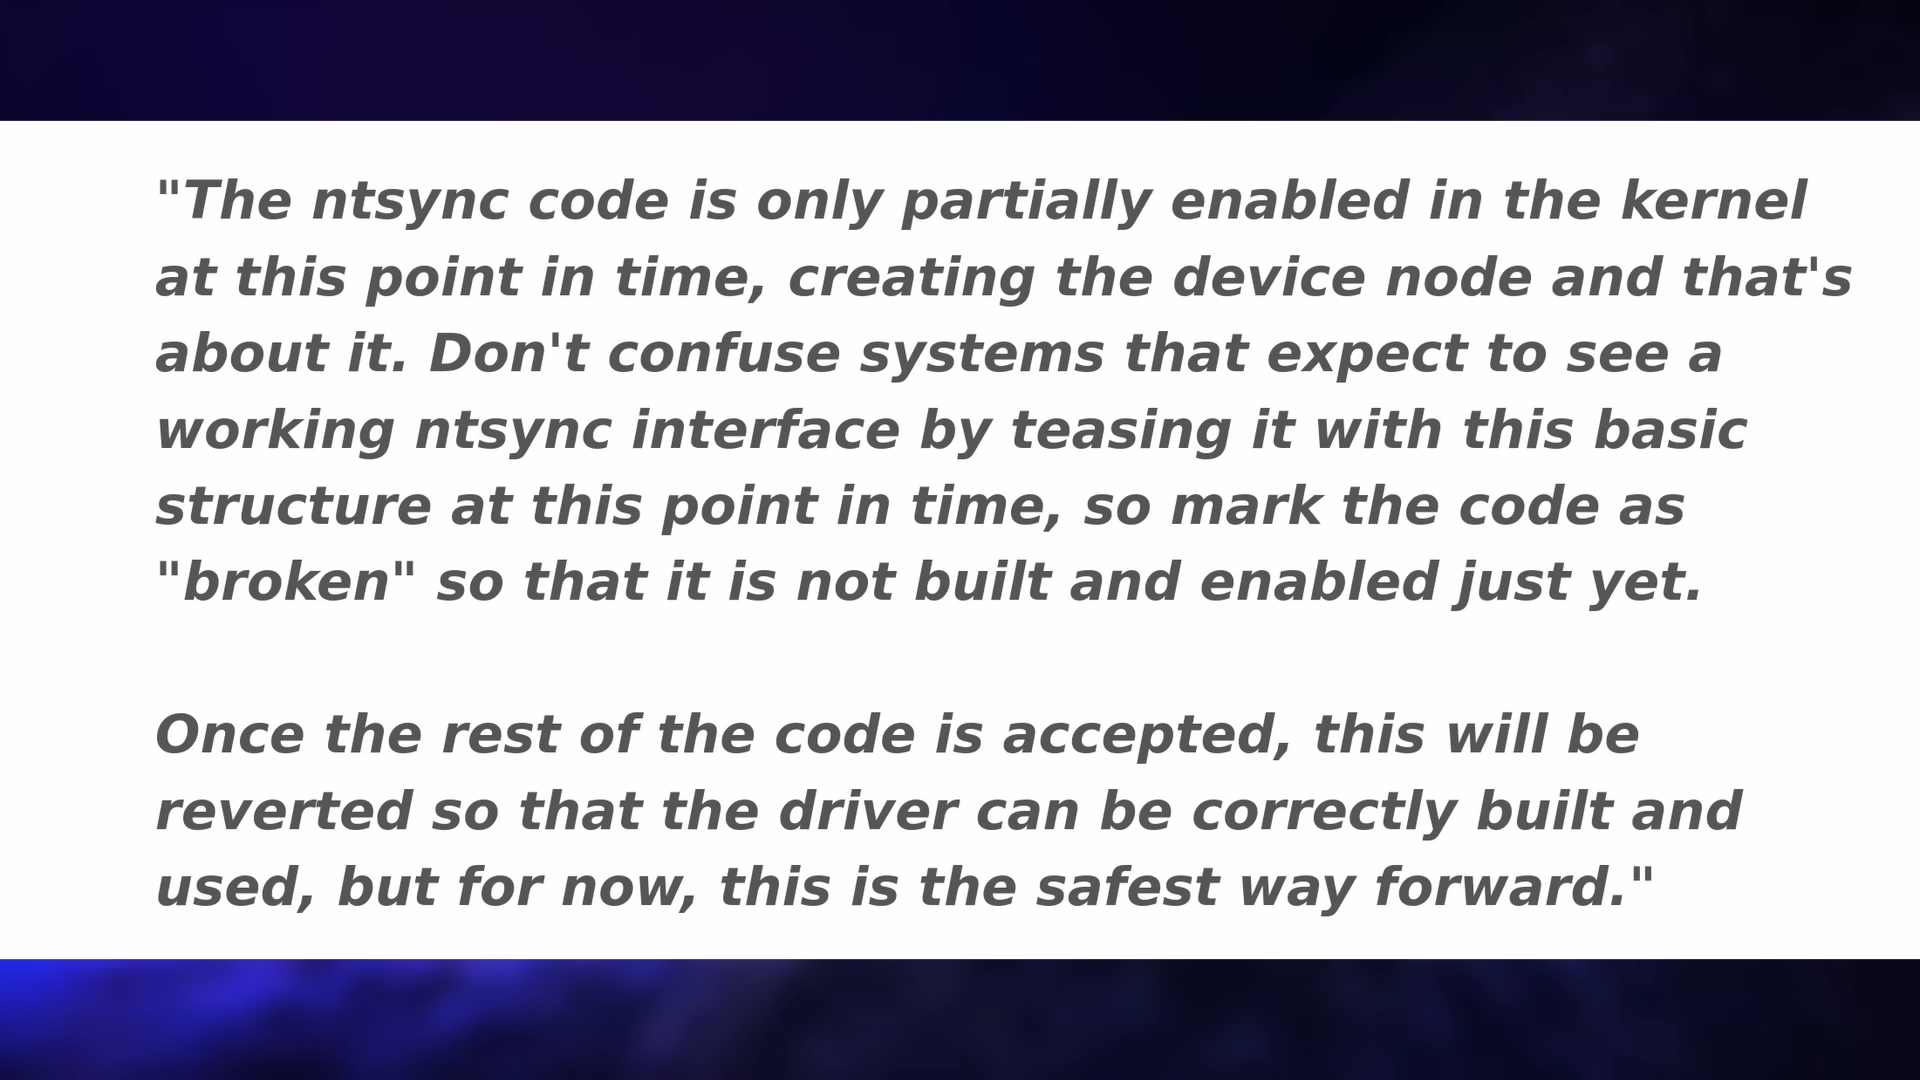 "The ntsync code is only partially enabled in the kernel
at this point in time, creating the device node and that's
about it. Don't confuse systems that expect to see a
working ntsync interface by teasing it with this basic
structure at this point in time, so mark the code as
"broken" so that it is not built and enabled just yet.
Once the rest of the code is accepted, this will be
reverted so that the driver can be correctly built and
used, but for now, this is the safest way forward."